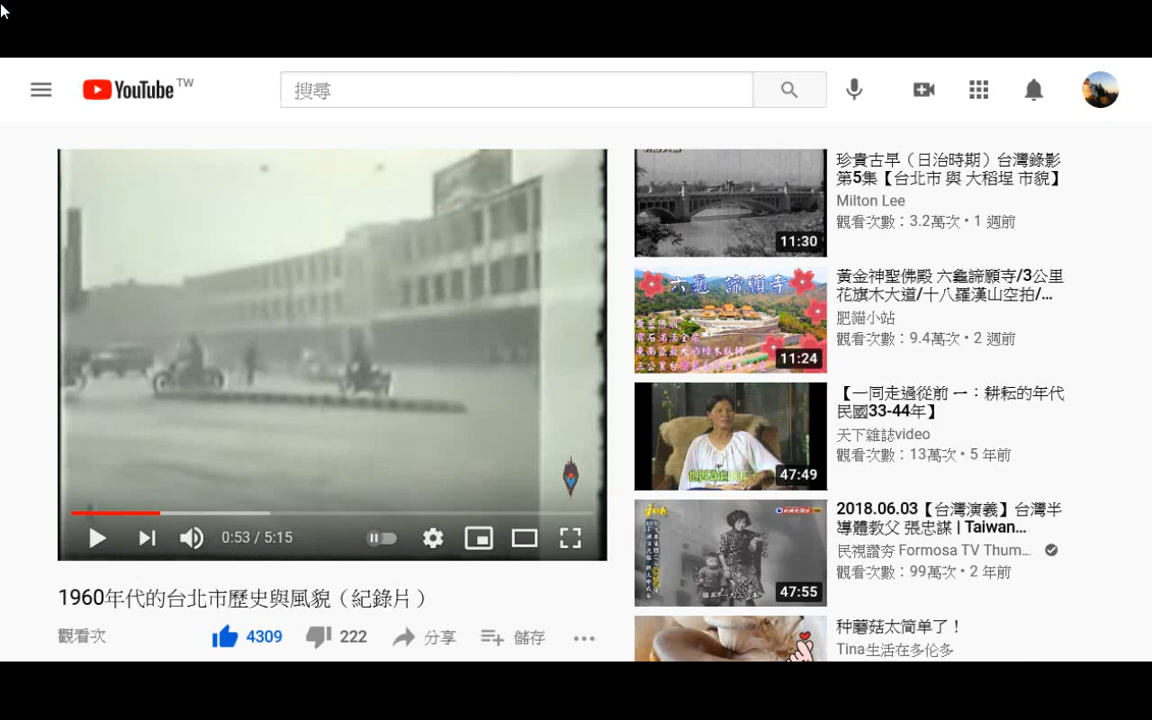 YouTube TW
搜尋
0:53 / 5:15
1960年代的台北市歷史與風貌（紀錄片）
觀看次
4309
222
分享
儲存
11:30
珍貴古早（日治時期）台灣錄影
第5集【台北市 與 大稻埕 市貌】
Milton Lee
觀看次數：3.2萬次 • 1 週前
六龜 諦願寺
11:24
黃金神聖佛殿 六龜諦願寺/3公里
花旗木大道/十八羅漢山空拍/...
肥貓小站
觀看次數：9.4萬次 • 2 週前
47:49
【一同走過從前 一：耕耘的年代
民國33-44年】
天下雜誌video
觀看次數：13萬次 • 5 年前
47:55
2018.06.03【台灣演義】台灣半
導體教父 張忠謀 | Taiwan...
民視讚夯 Formosa TV Thum...
觀看次數：99萬次 • 2 年前
种蘑菇太简单了！
Tina生活在多伦多